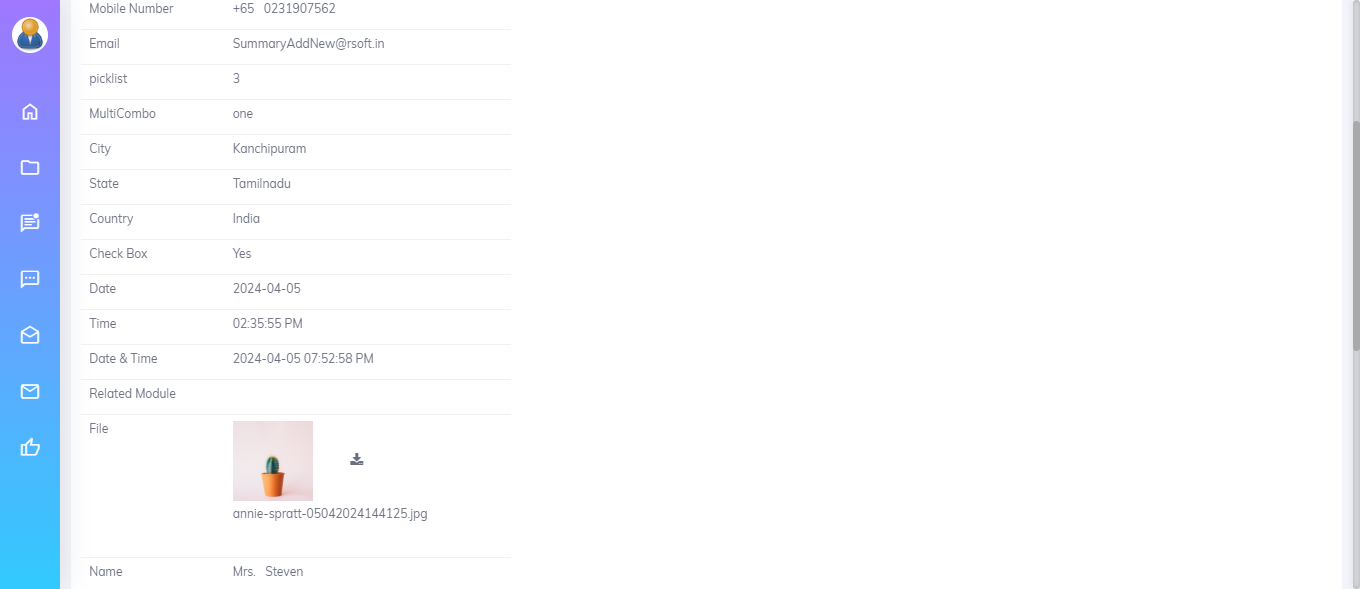 Mobile Number +65 0231907562
Email SummaryAddNew@rsoft.in
picklist 3
MultiCombo one
City Kanchipuram
State Tamilnadu
Country India
Check Box Yes
Date 2024-04-05
Time 02:35:55 PM
Date & Time 2024-04-05 07:52:58 PM
Related Module
File
annie-spratt-05042024144125.jpg
Name Mrs. Steven